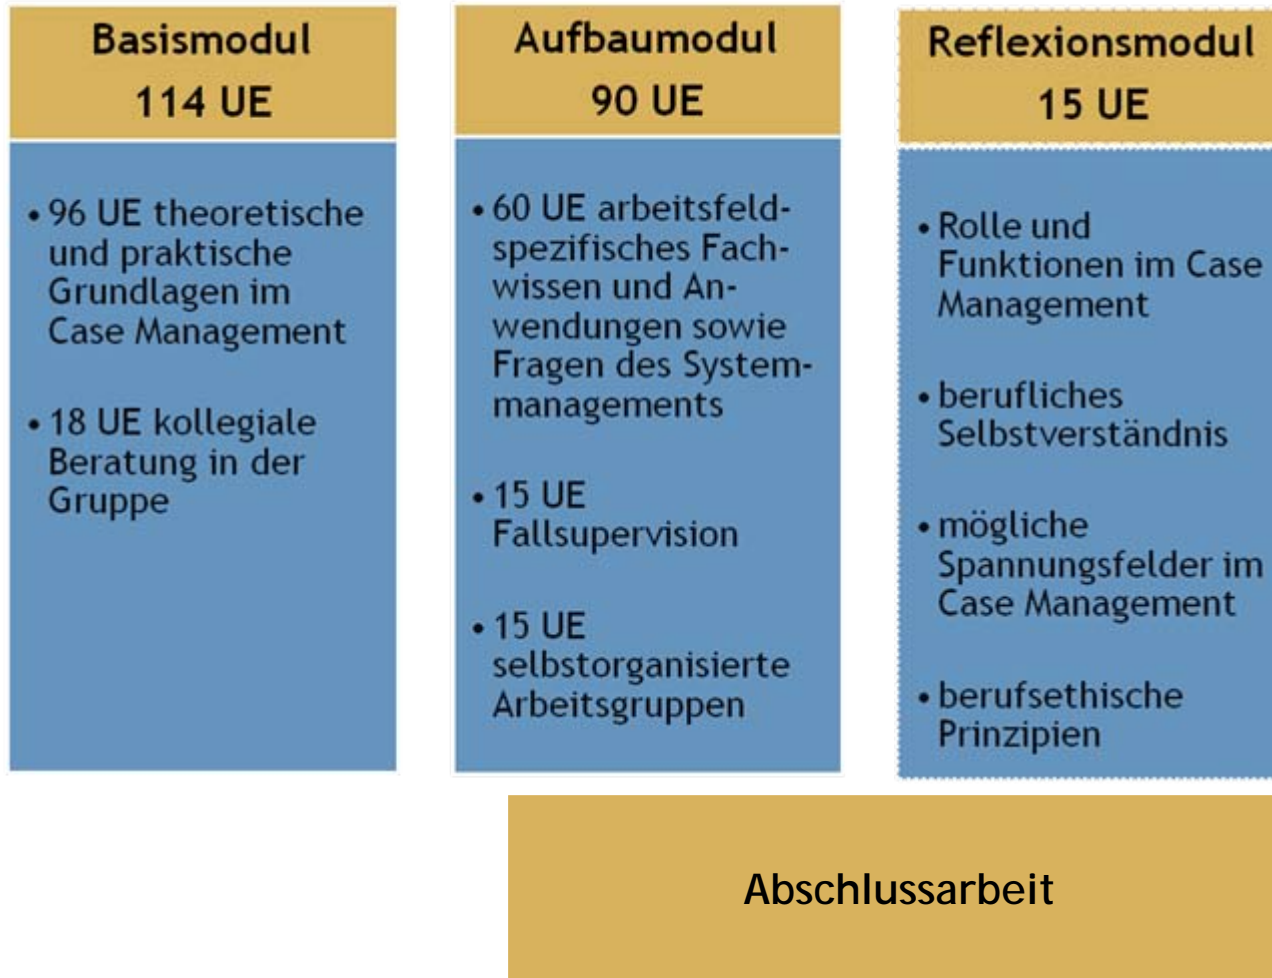 Basismodul
114 UE
• 96 UE theoretische
und praktische
Grundlagen im
Case Management
• 18 UE kollegiale
Beratung in der
Gruppe
Aufbaumodul
90 UE
• 60 UE arbeitsfeld-
spezifisches Fach-
wissen und An-
wendungen sowie
Fragen des System-
managements
• 15 UE
Fallsupervision
• 15 UE
selbstorganisierte
Arbeitsgruppen
Reflexionsmodul
15 UE
• Rolle und
Funktionen im Case
Management
• berufliches
Selbstverständnis
• mögliche
Spannungsfelder im
Case Management
• berufsethische
Prinzipien
Abschlussarbeit